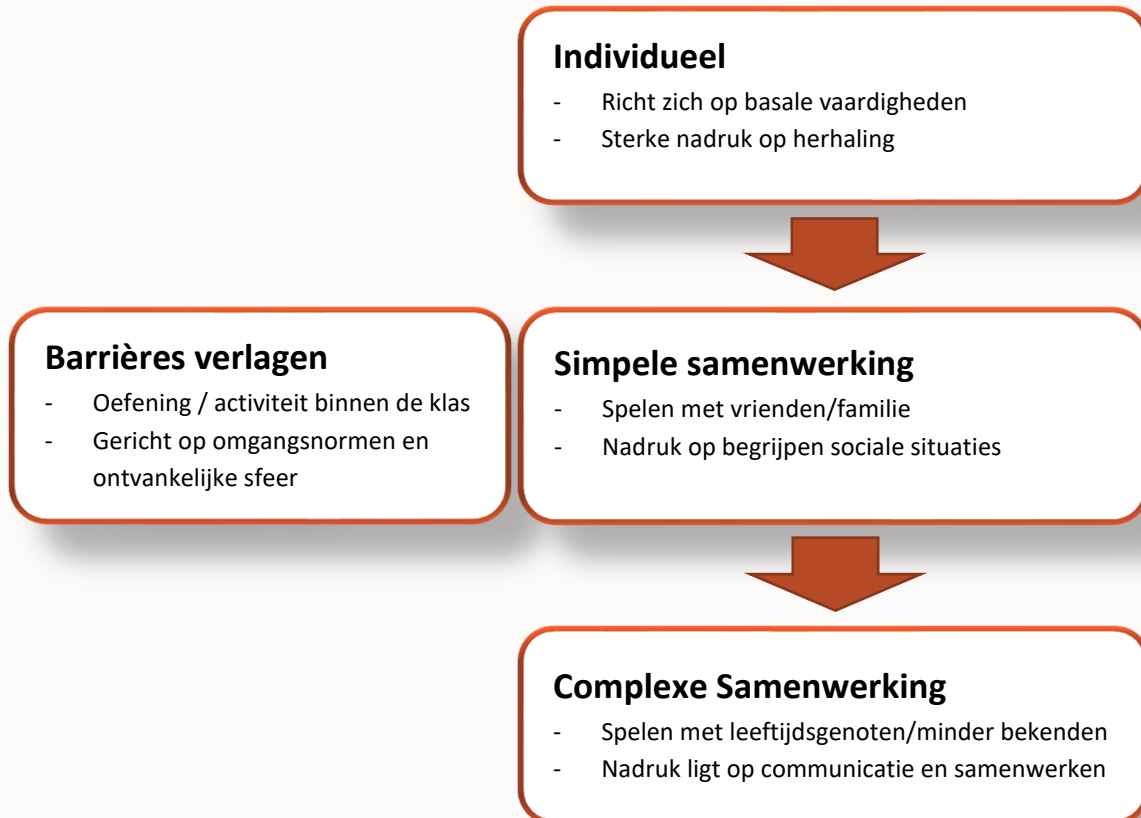 Individueel
- Richt zich op basale vaardigheden
- Sterke nadruk op herhaling
Barrières verlagen
- Oefening / activiteit binnen de klas
- Gericht op omgangsnormen en
ontvankelijke sfeer
Simpele samenwerking
- Spelen met vrienden/familie
- Nadruk op begrijpen sociale situaties
Complexe Samenwerking
- Spelen met leeftijdsgenoten/minder bekenden
- Nadruk ligt op communicatie en samenwerken